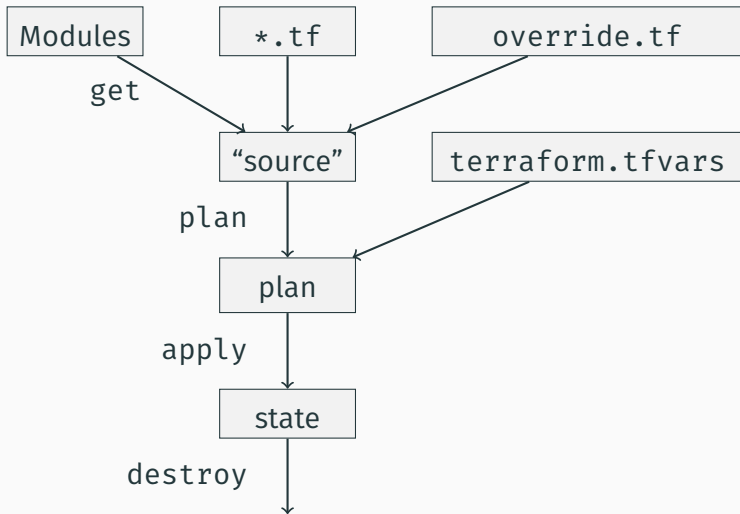 Modules
*.tf
override.tf
get
“source”
terraform.tfvars
plan
plan
apply
state
destroy